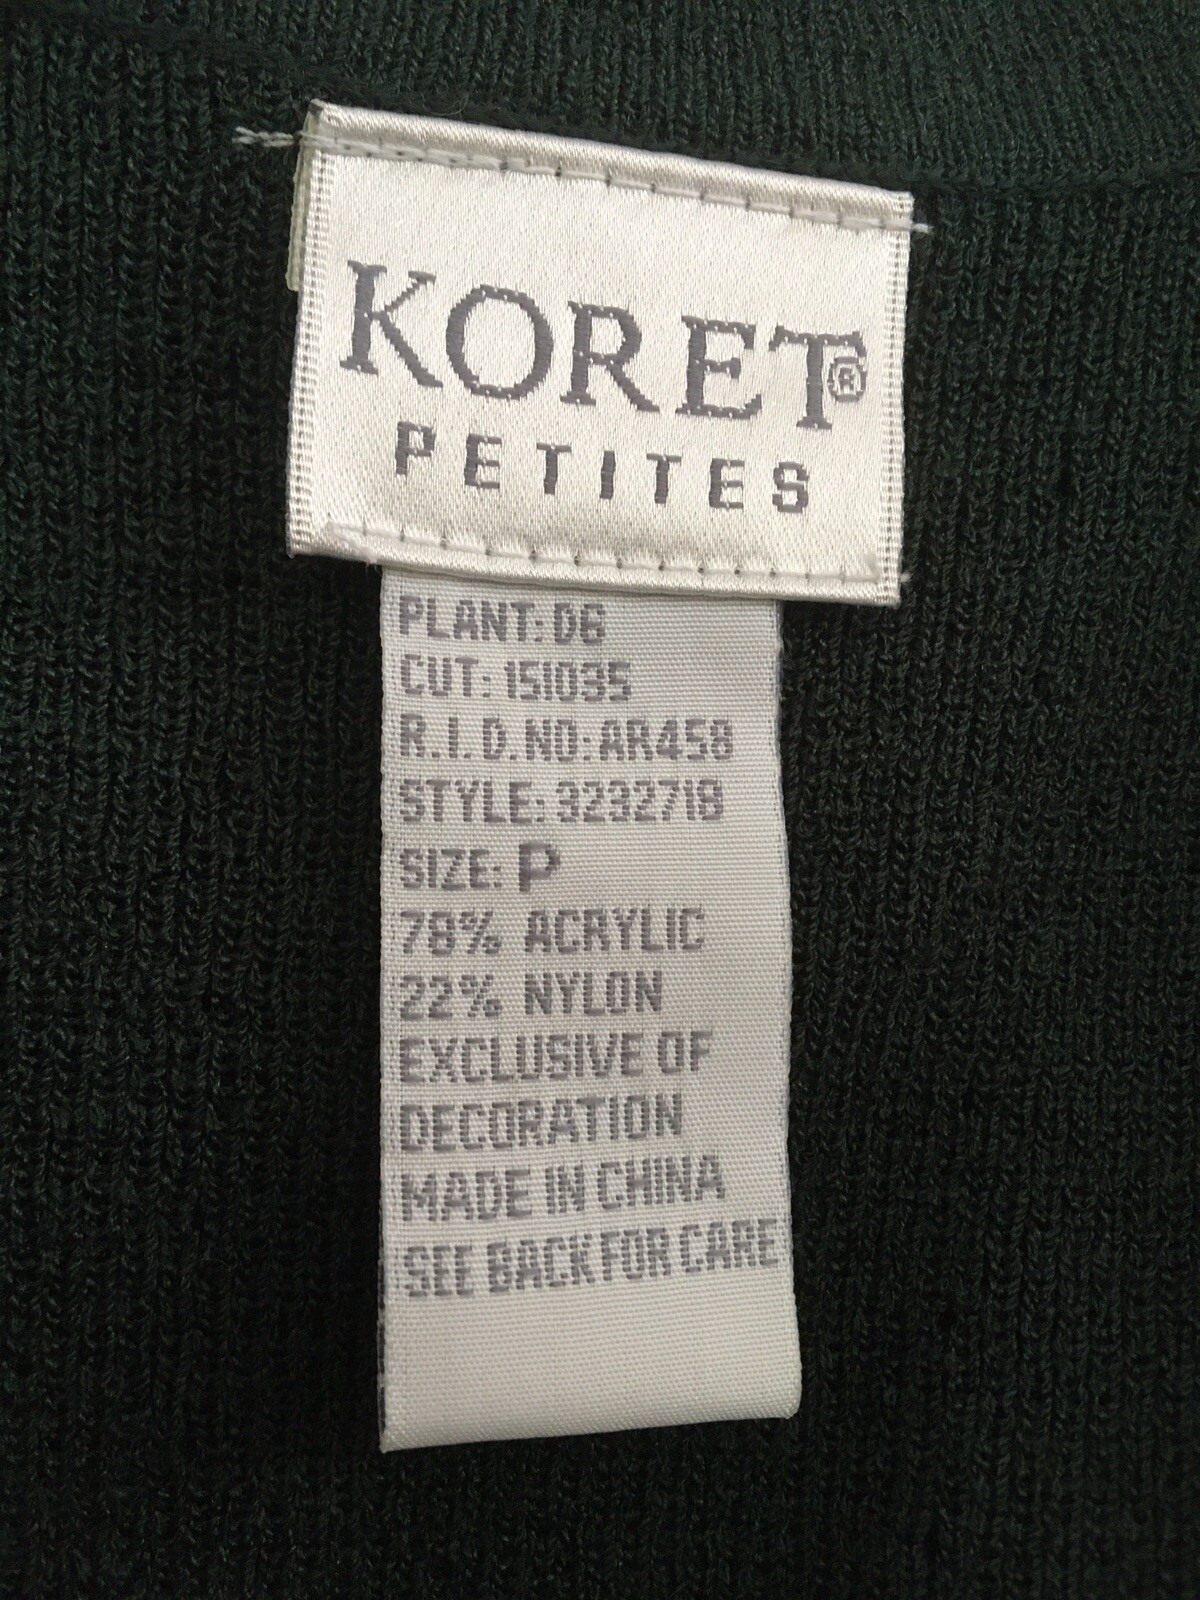 KORET®
PETITES
PLANT: D6
CUT: 151035
R.I.D.NO: AR458
STYLE: 3232718
SIZE: P
78% ACRYLIC
22% NYLON
EXCLUSIVE OF
DECORATION
MADE IN CHINA
SEE BACK FOR CARE